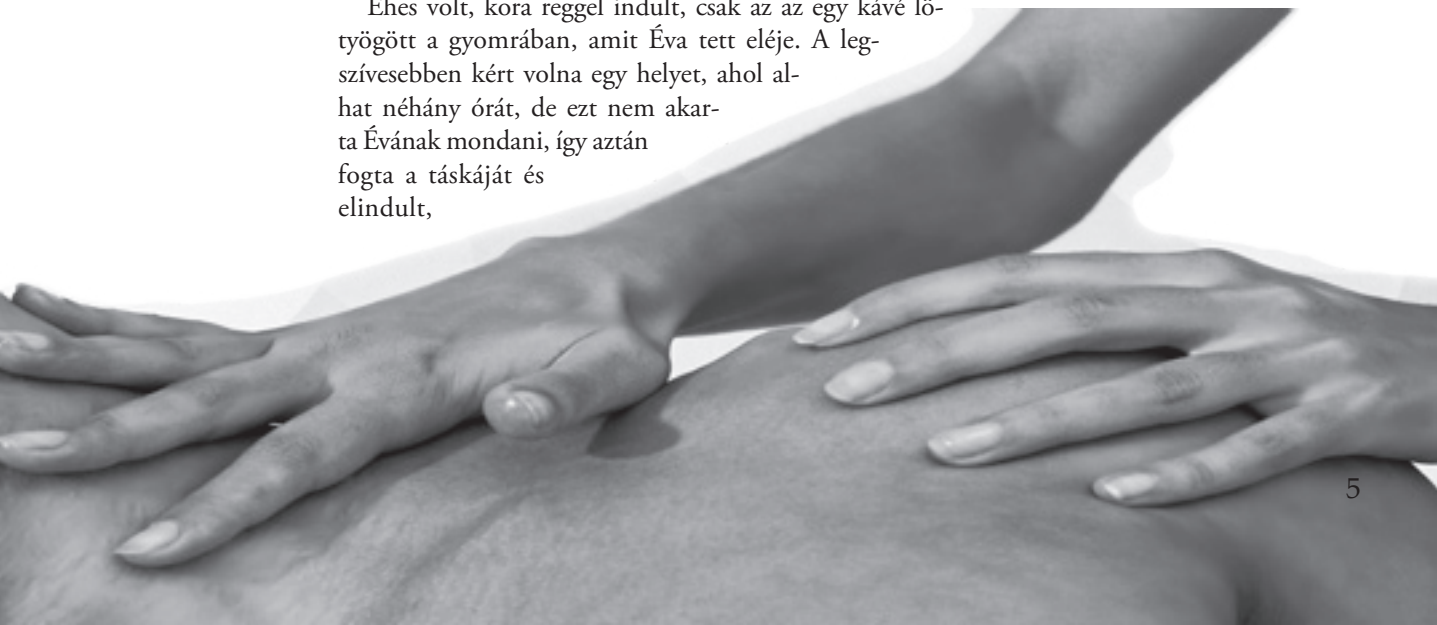 Éhes volt, kora reggel indult, csak az az egy kávé lö-
työgött a gyomrában, amit Éva tett eléje. A leg-
szívesebben kért volna egy helyet, ahol al-
hat néhány órát, de ezt nem akar-
ta Évának mondani, így aztán
fogta a táskáját és
elindult,
5